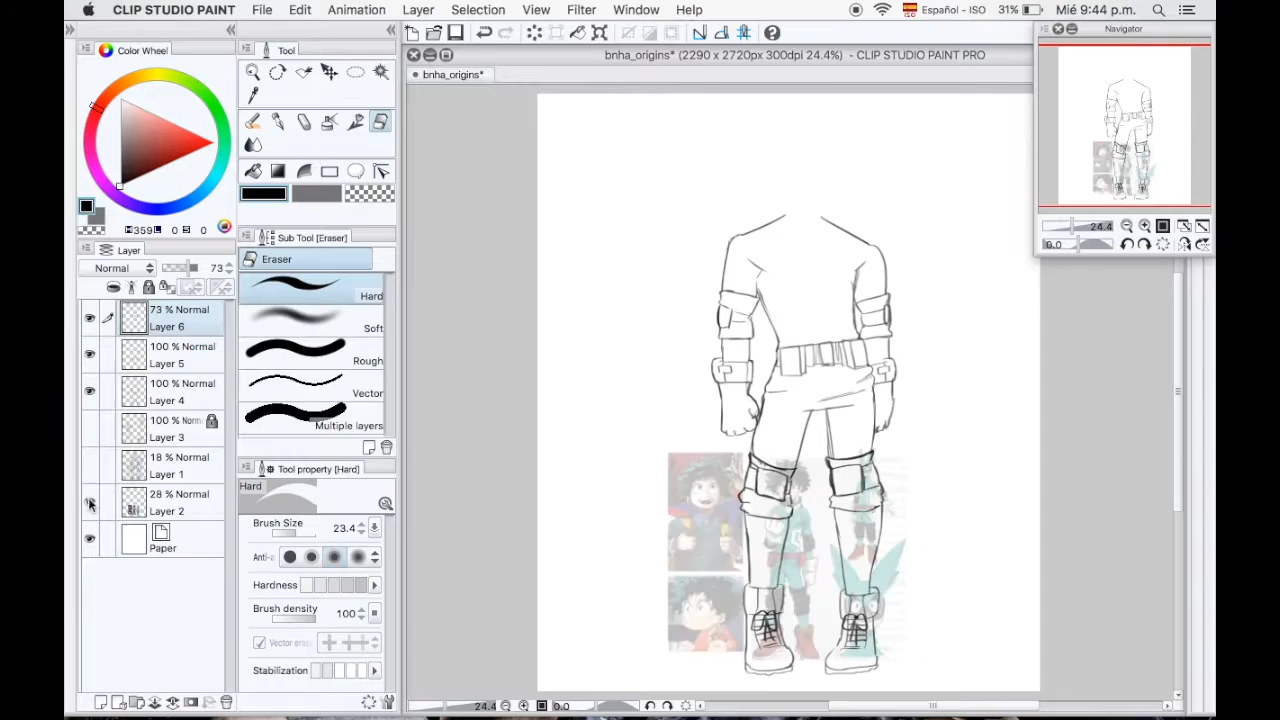 CLIP STUDIO PAINT File Edit Animation Layer Selection View Filter Window Help Español - ISO 31% Mié 9:44 p.m.
ISO
Color Wheel
Tool
Navigator
bnha_origins* (2290 x 2720px 300dpi 24.4%) - CLIP STUDIO PAINT PRO
bnha_origins*
24.4
0.0
359 0 0
Sub Tool [Eraser]
Eraser
Hard
Soft
Rough
Vector
Multiple layers
Layer
Normal 73
73 % Normal
Layer 6
100 % Normal
Layer 5
100 % Normal
Layer 4
100 % Norm
Layer 3
18 % Normal
Layer 1
28 % Normal
Layer 2
Paper
Tool property [Hard]
Hard
Brush Size 23.4
Anti-a
Hardness
Brush density 100
Vector eras
Stabilization
24.4 0.0